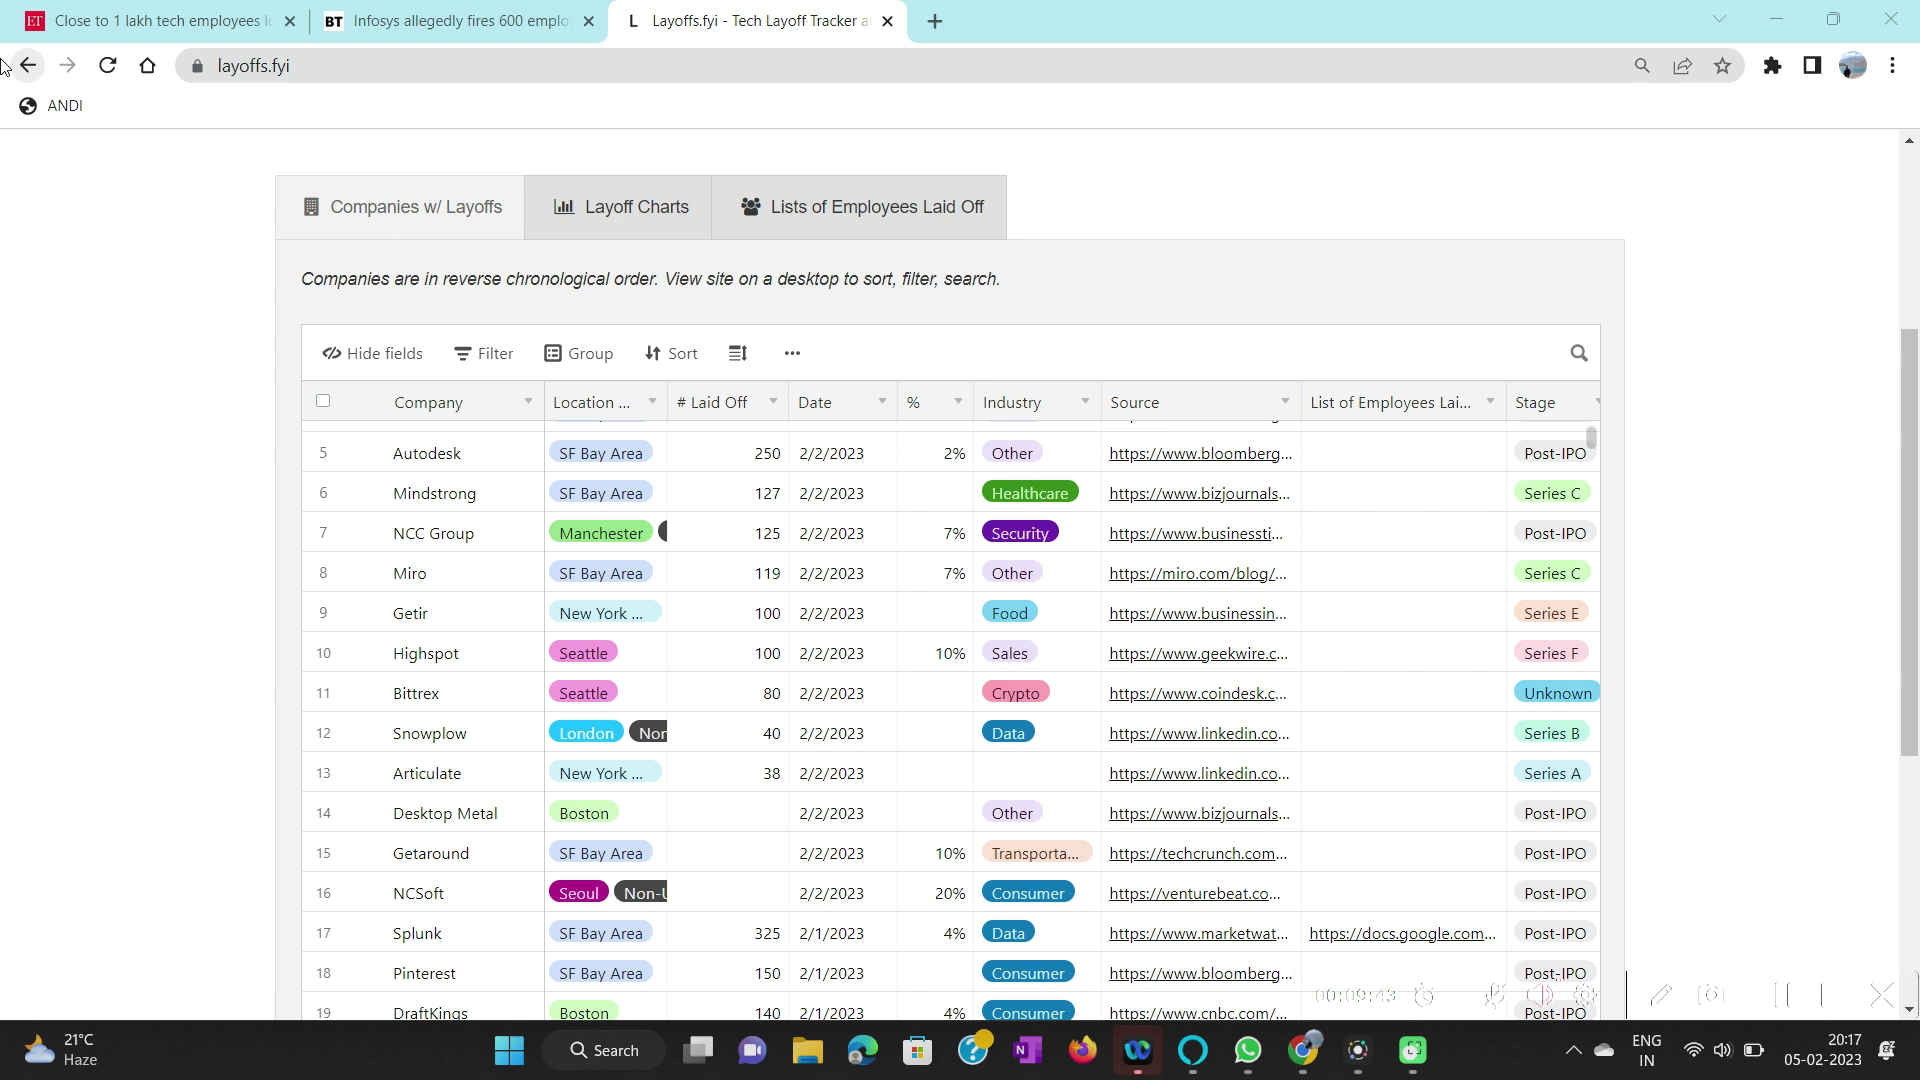 Close to 1 lakh tech employees
BT Infosys allegedly fires 600
L Layoffs.fyi - Tech Layoff Tracker
layoffs.fyi
ANDI
Companies w/ Layoffs Layoff Charts Lists of Employees Laid Off
Companies are in reverse chronological order. View site on a desktop to sort, filter, search.
Hide fields Filter Group Sort
Company Location ... # Laid Off Date % Industry Source List of Employees Lai... Stage
5 Autodesk SF Bay Area 250 2/2/2023 2% Other https://www.bloomberg... Post-IPO
6 Mindstrong SF Bay Area 127 2/2/2023 Healthcare https://www.bizjournals... Series C
7 NCC Group Manchester 125 2/2/2023 7% Security https://www.businessti... Post-IPO
8 Miro SF Bay Area 119 2/2/2023 7% Other https://miro.com/blog/... Series C
9 Getir New York ... 100 2/2/2023 Food https://www.businessin... Series E
10 Highspot Seattle 100 2/2/2023 10% Sales https://www.geekwire.c... Series F
11 Bittrex Seattle 80 2/2/2023 Crypto https://www.coindesk.c... Unknown
12 Snowplow London 40 2/2/2023 Data https://www.linkedin.co... Series B
13 Articulate New York ... 38 2/2/2023 https://www.linkedin.co... Series A
14 Desktop Metal Boston 2/2/2023 Other https://www.bizjournals... Post-IPO
15 Getaround SF Bay Area 2/2/2023 10% Transporta... https://techcrunch.com... Post-IPO
16 NCSoft Seoul 2/2/2023 20% Consumer https://venturebeat.co... Post-IPO
17 Splunk SF Bay Area 325 2/1/2023 4% Data https://www.marketwat... https://docs.google.com... Post-IPO
18 Pinterest SF Bay Area 150 2/1/2023 Consumer https://www.bloomberg... Post-IPO
19 DraftKings Boston 140 2/1/2023 4% Consumer https://www.cnbc.com/... Post-IPO
00:09:43
21°C
Haze
Search
ENG
IN
20:17
05-02-2023